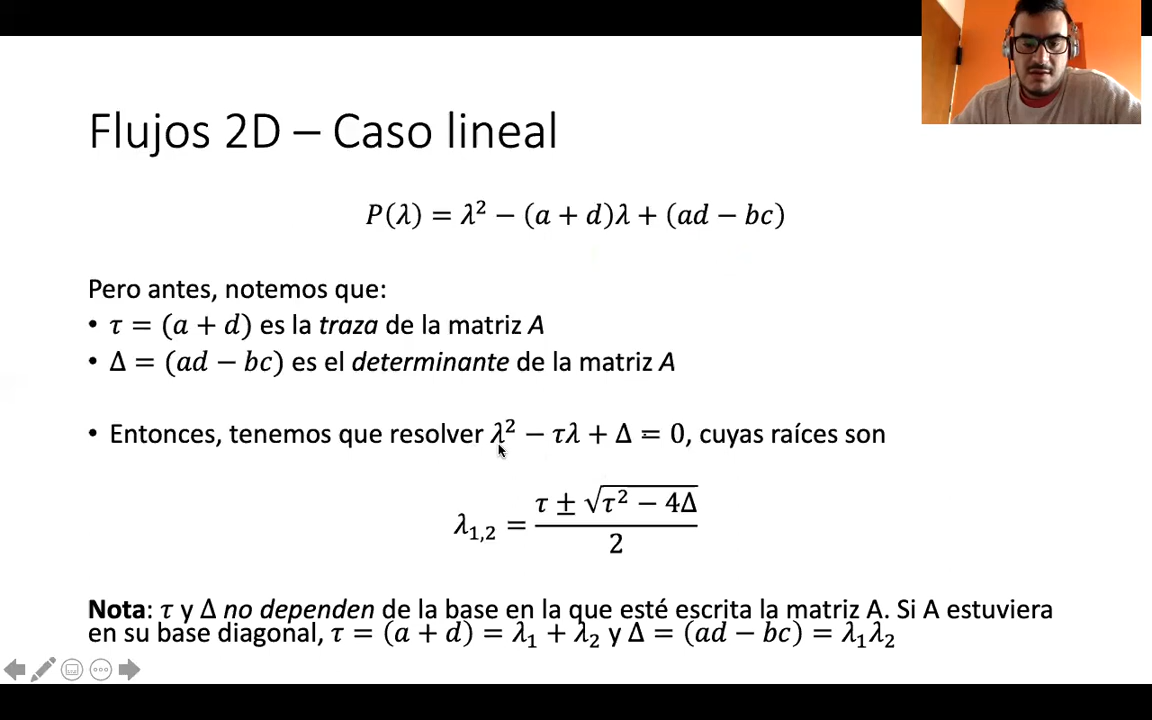 Flujos 2D – Caso lineal
P(λ) = λ² − (a + d)λ + (ad − bc)
Pero antes, notemos que:
• τ = (a + d) es la traza de la matriz A
• Δ = (ad − bc) es el determinante de la matriz A
• Entonces, tenemos que resolver λ² − τλ + Δ = 0, cuyas raíces son
λ₁,₂ = (τ ± √(τ² − 4Δ)) / 2
Nota: τ y Δ no dependen de la base en la que esté escrita la matriz A. Si A estuviera
en su base diagonal, τ = (a + d) = λ₁ + λ₂ y Δ = (ad − bc) = λ₁λ₂